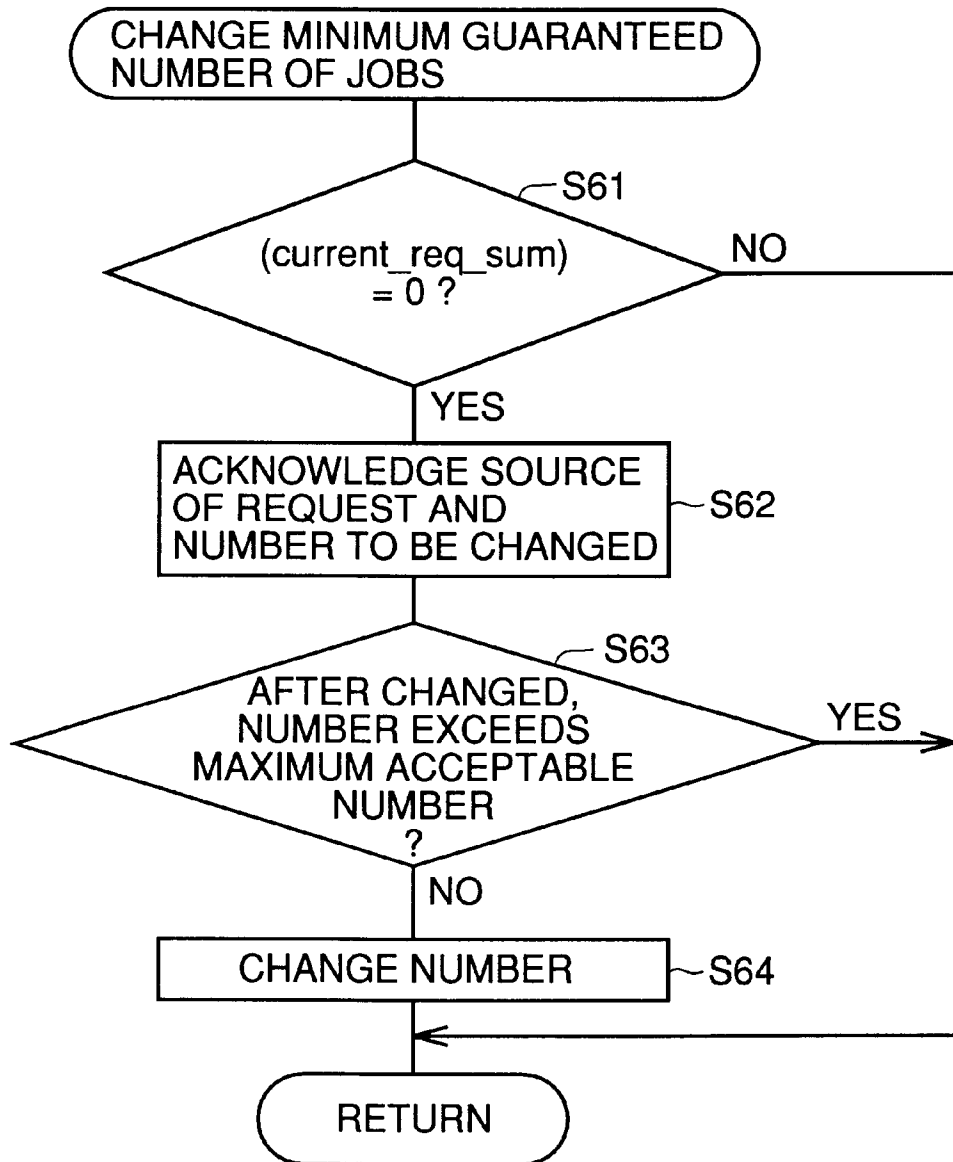 CHANGE MINIMUM GUARANTEED
NUMBER OF JOBS
S61
(current_req_sum)
= 0 ?
NO
YES
ACKNOWLEDGE SOURCE
OF REQUEST AND
NUMBER TO BE CHANGED
S62
S63
AFTER CHANGED,
NUMBER EXCEEDS
MAXIMUM ACCEPTABLE
NUMBER
?
YES
NO
CHANGE NUMBER
S64
RETURN